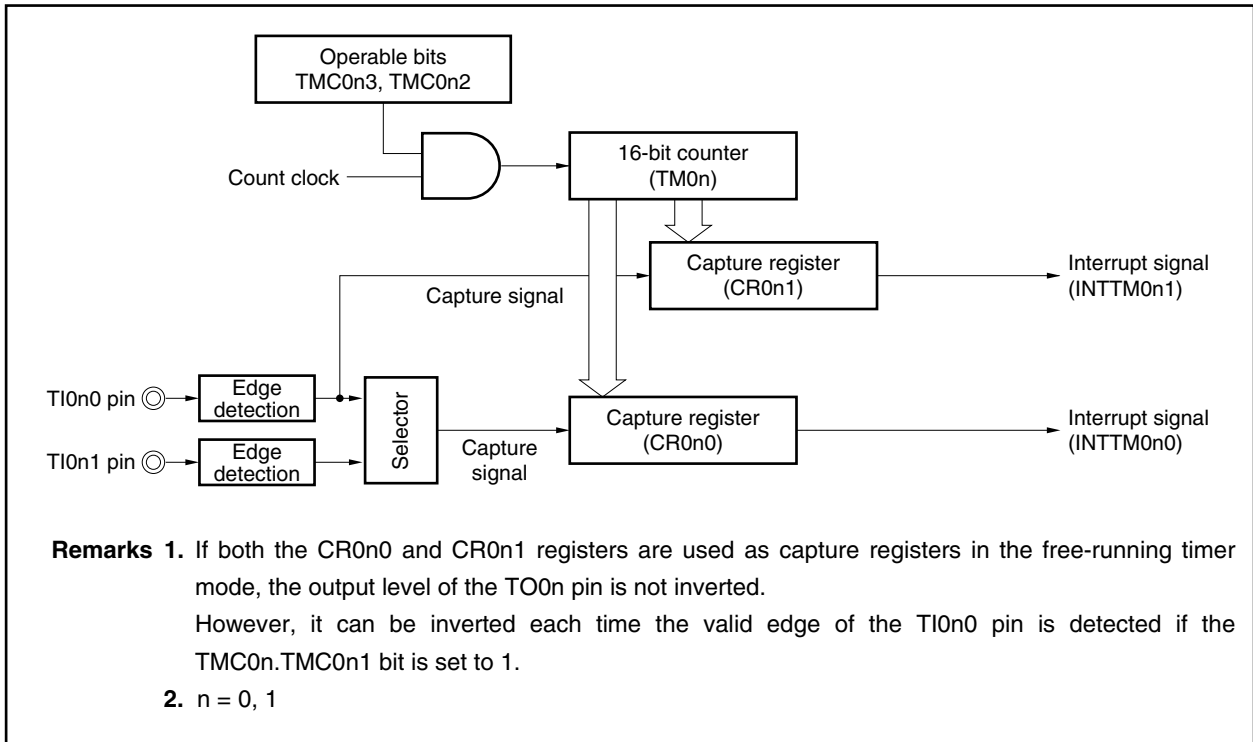 Operable bits
TMC0n3, TMC0n2
Count clock
16-bit counter
(TM0n)
Capture register
(CR0n1)
Interrupt signal
(INTTM0n1)
Capture signal
TI0n0 pin
Edge
detection
Selector
Capture
signal
Capture register
(CR0n0)
Interrupt signal
(INTTM0n0)
TI0n1 pin
Edge
detection
Remarks 1. If both the CR0n0 and CR0n1 registers are used as capture registers in the free-running timer
mode, the output level of the TO0n pin is not inverted.
However, it can be inverted each time the valid edge of the TI0n0 pin is detected if the
TMC0n.TMC0n1 bit is set to 1.
2. n = 0, 1